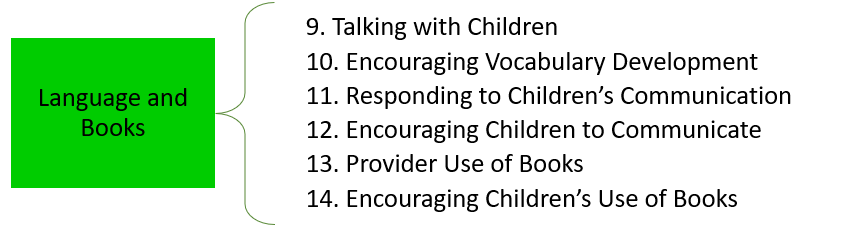 Language and
Books
9. Talking with Children
10. Encouraging Vocabulary Development
11. Responding to Children’s Communication
12. Encouraging Children to Communicate
13. Provider Use of Books
14. Encouraging Children’s Use of Books